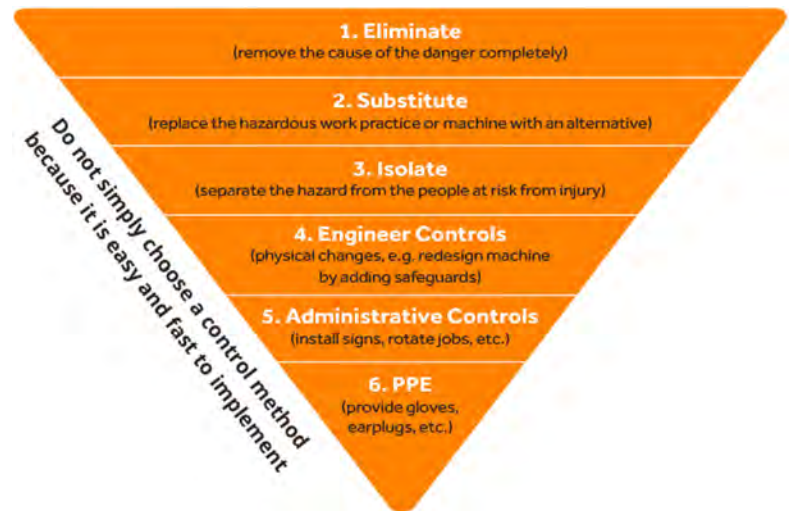 1. Eliminate
(remove the cause of the danger completely)
2. Substitute
(replace the hazardous work practice or machine with an alternative)
3. Isolate
(separate the hazard from the people at risk from injury)
4. Engineer Controls
(physical changes, e.g. redesign machine
by adding safeguards)
5. Administrative Controls
(install signs, rotate jobs, etc.)
6. PPE
(provide gloves,
earplugs, etc.)
Do not simply choose a control method
because it is easy and fast to implement